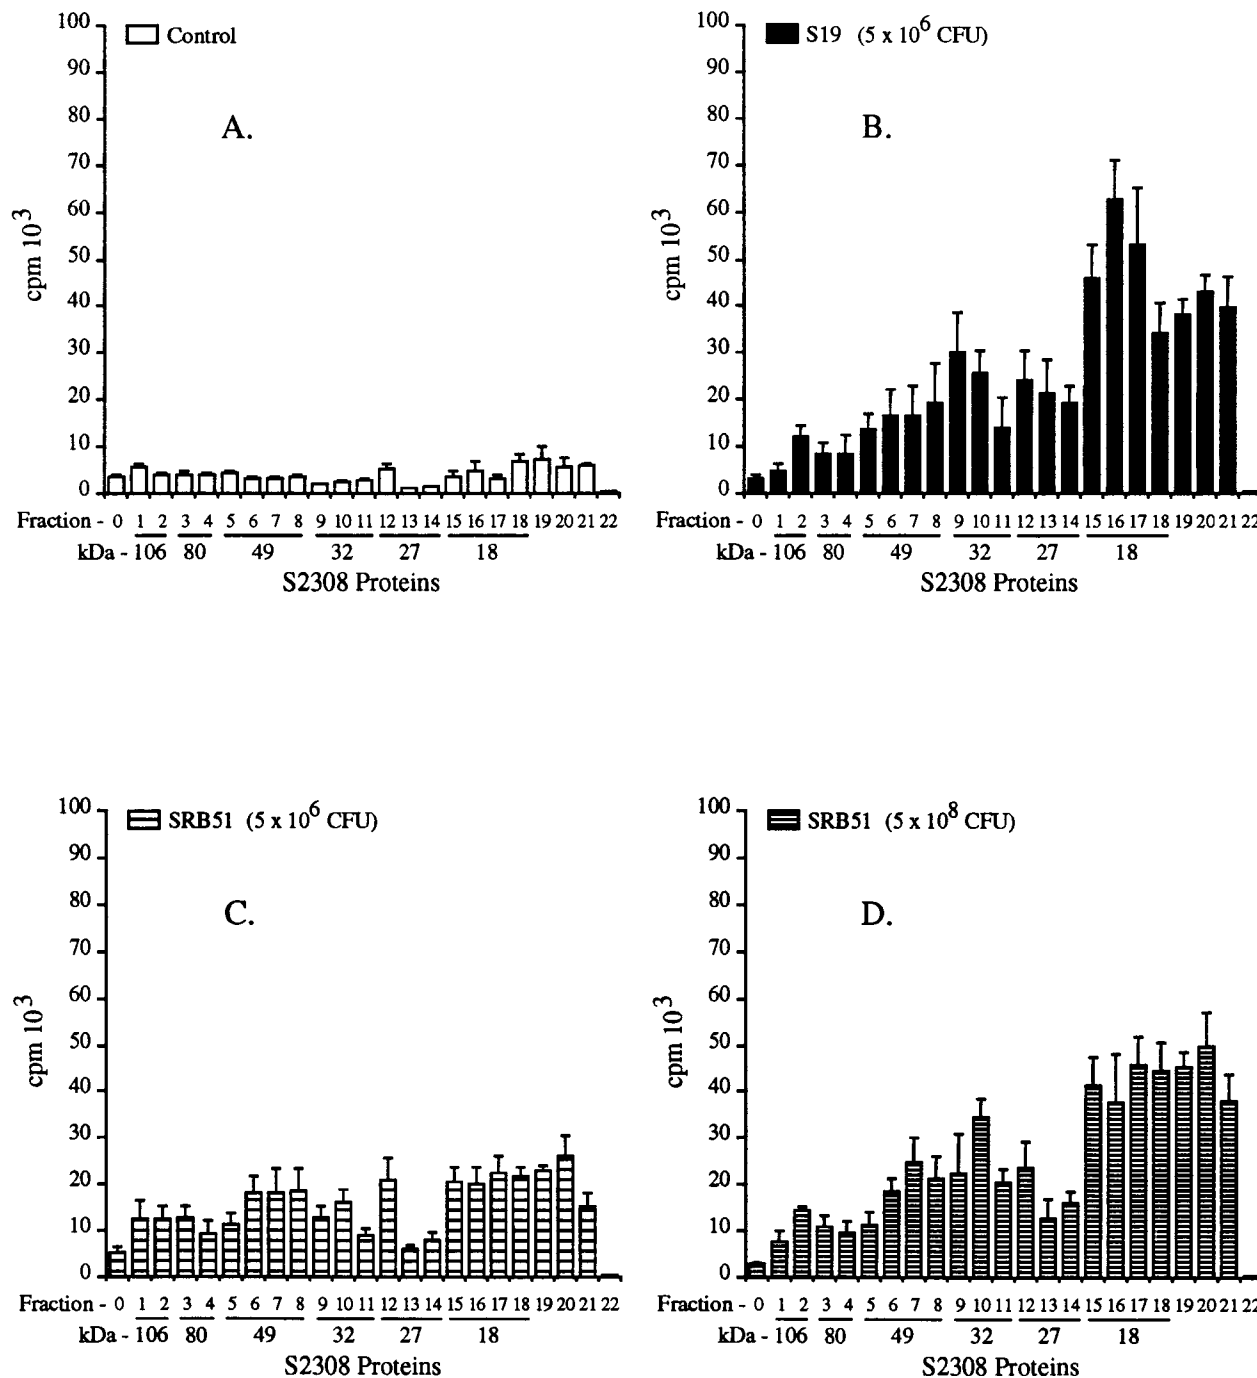 100
90
80
70
60
50
40
30
20
10
0
cpm 10³
Control
A.
Fraction - 0 1 2 3 4 5 6 7 8 9 10 11 12 13 14 15 16 17 18 19 20 21 22
kDa - 106 80 49 32 27 18
S2308 Proteins
100
90
80
70
60
50
40
30
20
10
0
cpm 10³
S19 (5 x 10⁶ CFU)
B.
Fraction - 0 1 2 3 4 5 6 7 8 9 10 11 12 13 14 15 16 17 18 19 20 21 22
kDa - 106 80 49 32 27 18
S2308 Proteins
100
90
80
70
60
50
40
30
20
10
0
cpm 10³
SRB51 (5 x 10⁶ CFU)
C.
Fraction - 0 1 2 3 4 5 6 7 8 9 10 11 12 13 14 15 16 17 18 19 20 21 22
kDa - 106 80 49 32 27 18
S2308 Proteins
100
90
80
70
60
50
40
30
20
10
0
cpm 10³
SRB51 (5 x 10⁸ CFU)
D.
Fraction - 0 1 2 3 4 5 6 7 8 9 10 11 12 13 14 15 16 17 18 19 20 21 22
kDa - 106 80 49 32 27 18
S2308 Proteins